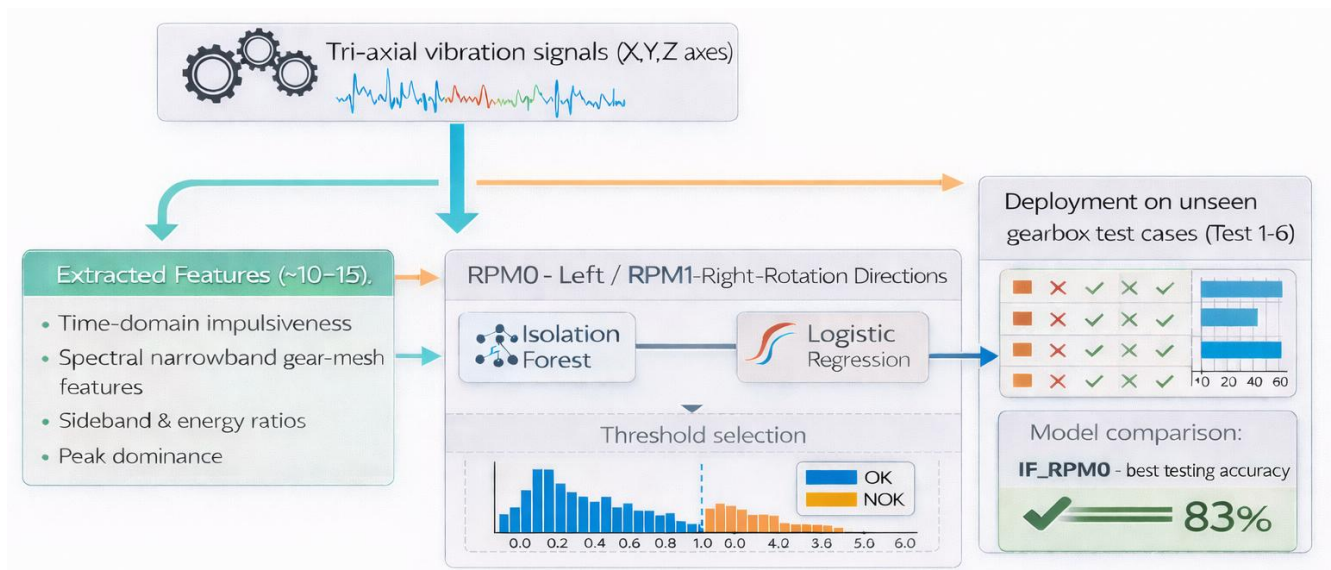 Tri-axial vibration signals (X,Y,Z axes)
Extracted Features (~10–15).
• Time-domain impulsiveness
• Spectral narrowband gear-mesh
features
• Sideband & energy ratios
• Peak dominance
RPM0 - Left / RPM1-Right-Rotation Directions
Isolation
Forest
Logistic
Regression
Threshold selection
OK
NOK
0.0 0.2 0.4 0.6 0.8 1.0 6.0 4.0 3.6 5.0 6.0
Deployment on unseen
gearbox test cases (Test 1-6)
10 20 40 60
Model comparison:
IF_RPM0 - best testing accuracy
83%